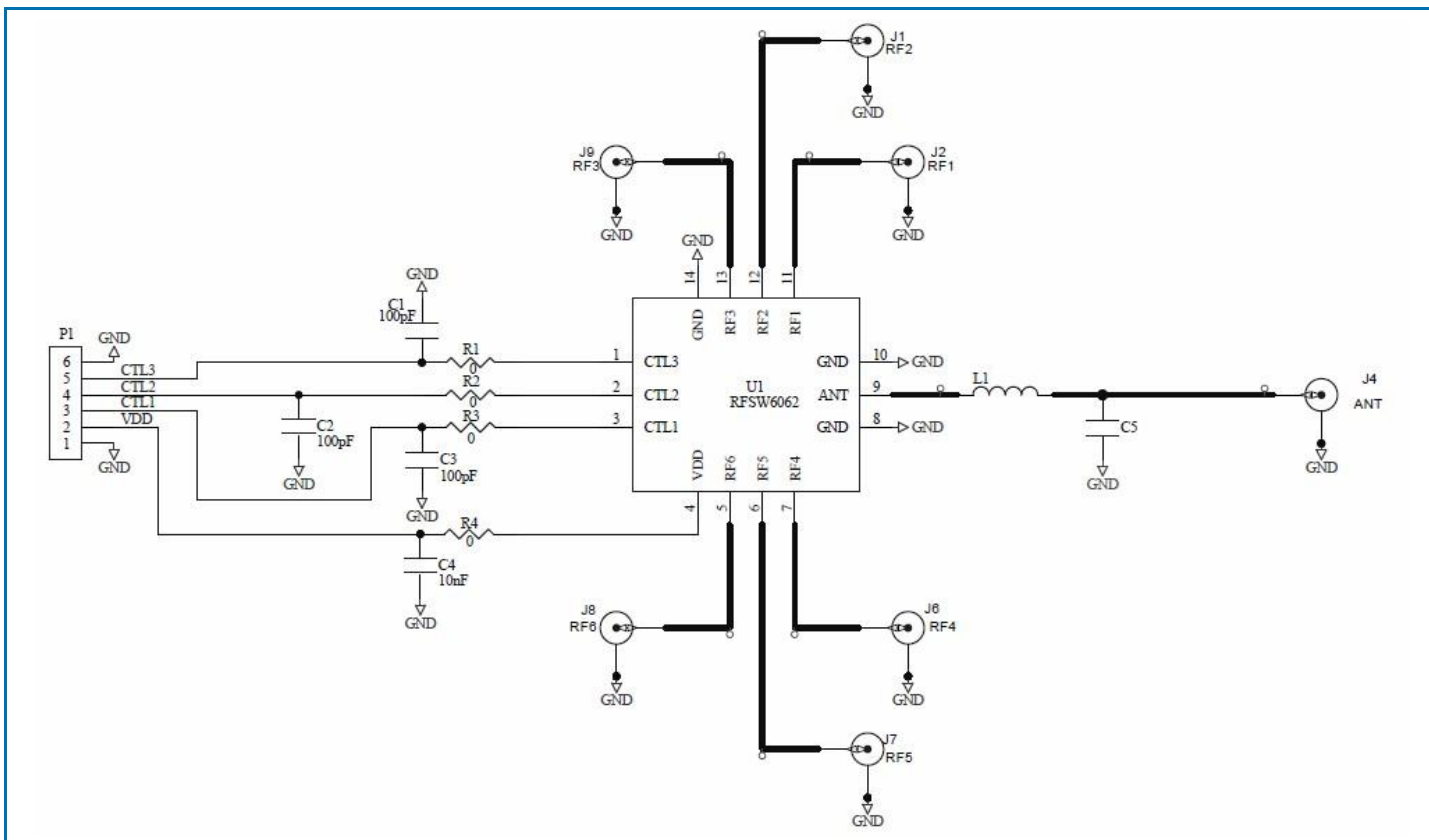 J1
RF2
GND
J9
RF3
GND
J2
RF1
GND
GND
14
13
12
11
GND
RF3
RF2
RF1
GND
C1
100pF
P1
GND
6
5
4
3
2
1
GND
CTL3
CTL2
CTL1
VDD
R1
0
R2
0
R3
0
C2
100pF
GND
C3
100pF
GND
R4
0
C4
10nF
GND
1
2
3
CTL3
CTL2
CTL1
U1
RFSW6062
GND
ANT
GND
10
9
8
GND
GND
L1
C5
GND
J4
ANT
GND
VDD
RF6
RF5
RF4
4
5
6
7
J8
RF6
GND
J6
RF4
GND
J7
RF5
GND